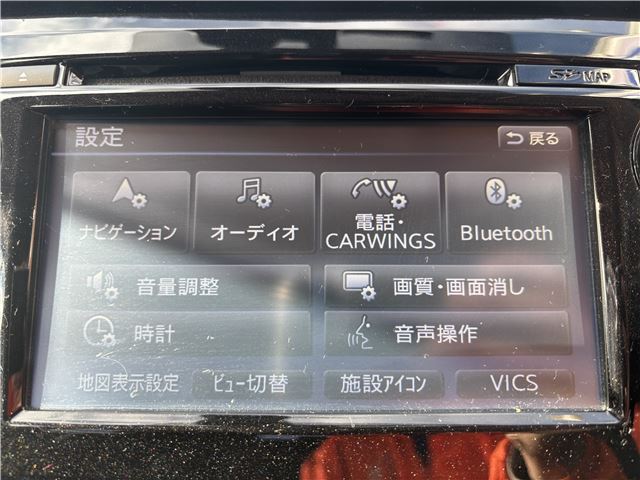 SD MAP
設定
戻る
ナビゲーション
オーディオ
電話・
CARWINGS
Bluetooth
音量調整
画質・画面消し
時計
音声操作
地図表示設定
ビュー切替
施設アイコン
VICS